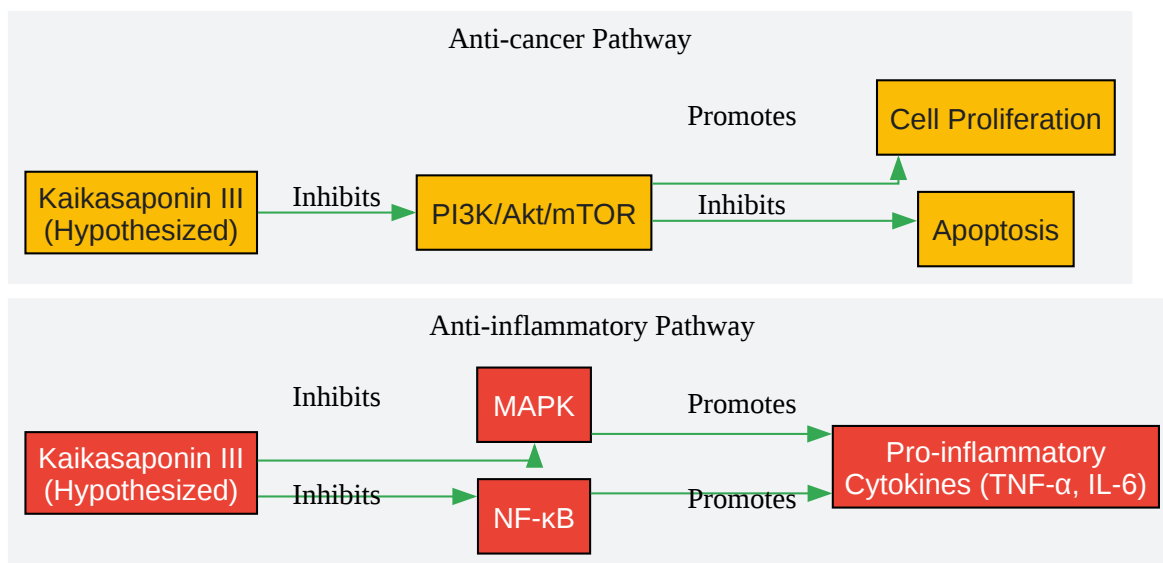 Anti-cancer Pathway
Promotes
Cell Proliferation
Kaikasaponin III
(Hypothesized)
Inhibits
PI3K/Akt/mTOR
Inhibits
Apoptosis
Anti-inflammatory Pathway
Inhibits
MAPK
Promotes
Kaikasaponin III
(Hypothesized)
Inhibits
NF-κB
Promotes
Pro-inflammatory
Cytokines (TNF-α, IL-6)